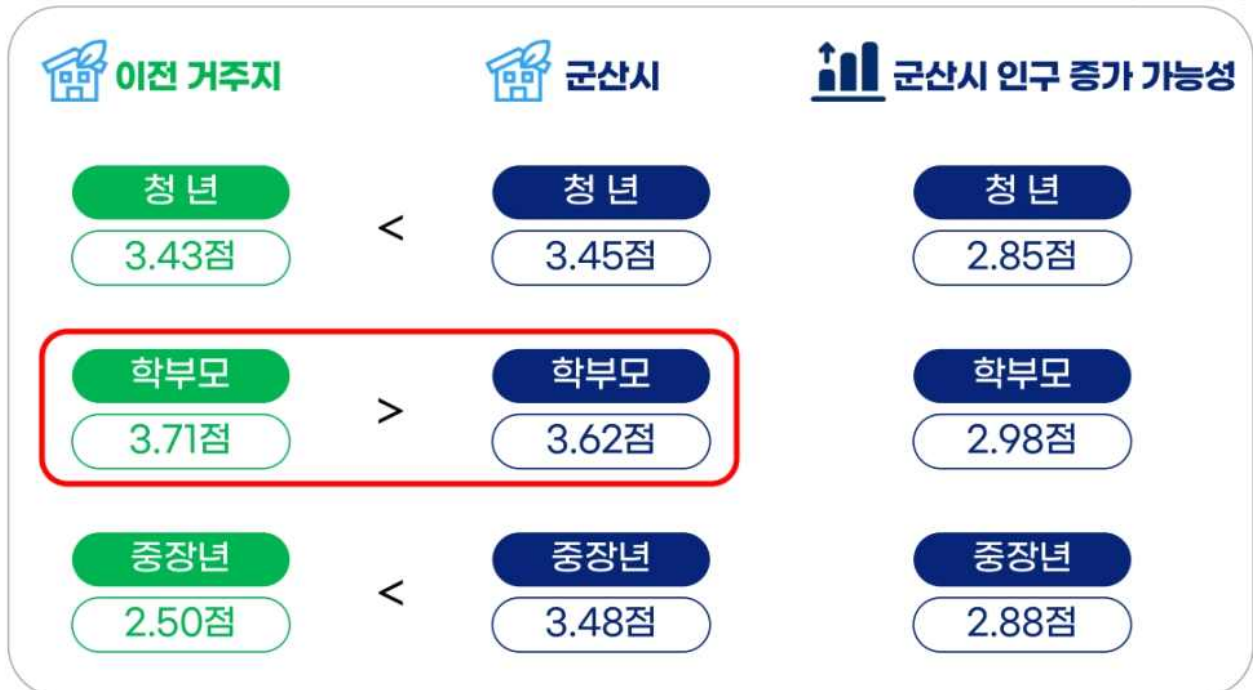 이전 거주지 군산시 군산시 인구 증가 가능성
청 년 청 년 청 년
3.43점 < 3.45점 2.85점
학부모 학부모 학부모
3.71점 > 3.62점 2.98점
중장년 중장년 중장년
2.50점 < 3.48점 2.88점